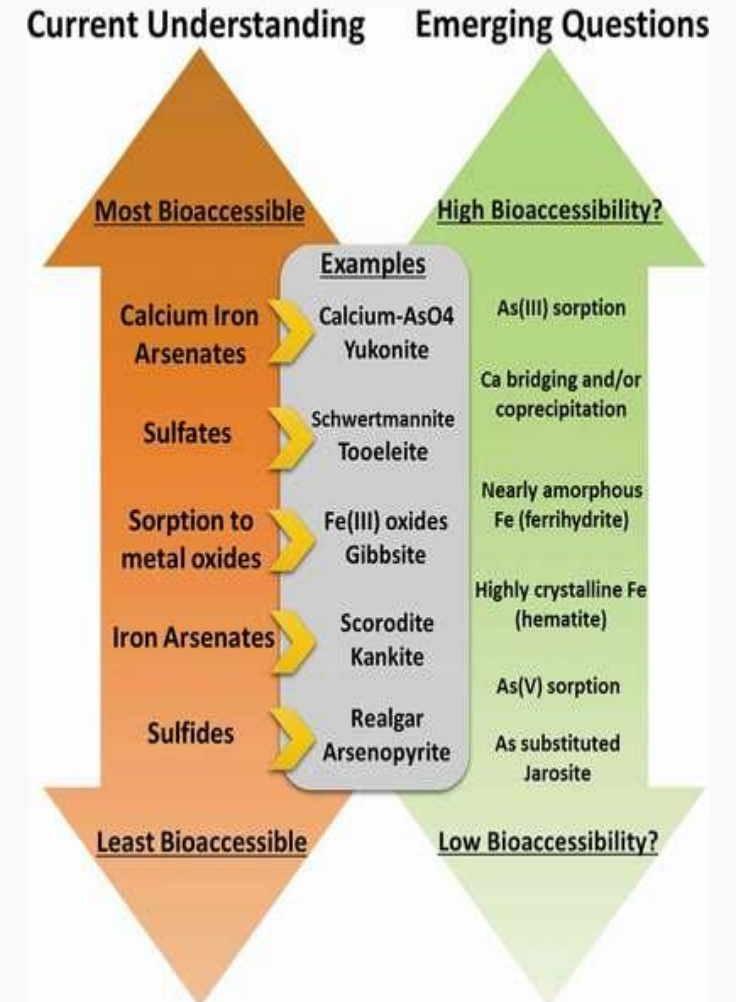 Current Understanding
Emerging Questions
Most Bioaccessible
High Bioaccessibility?
Examples
Calcium Iron
Arsenates
Calcium-AsO4
Yukonite
As(III) sorption
Ca bridging and/or
coprecipitation
Sulfates
Schwertmannite
Tooeleite
Nearly amorphous
Fe (ferrihydrite)
Sorption to
metal oxides
Fe(III) oxides
Gibbsite
Highly crystalline Fe
(hematite)
Iron Arsenates
Scorodite
Kankite
As(V) sorption
Sulfides
Realgar
Arsenopyrite
As substituted
Jarosite
Least Bioaccessible
Low Bioaccessibility?